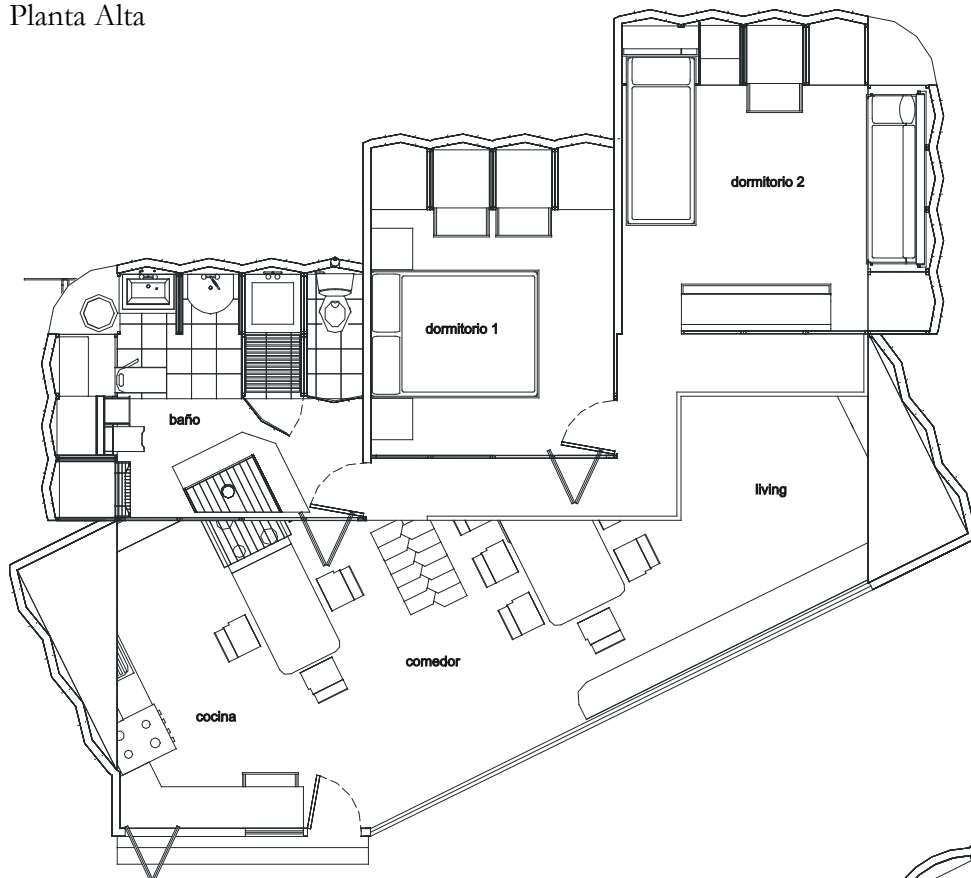 Planta Alta
dormitorio 2
dormitorio 1
baño
living
comedor
cocina